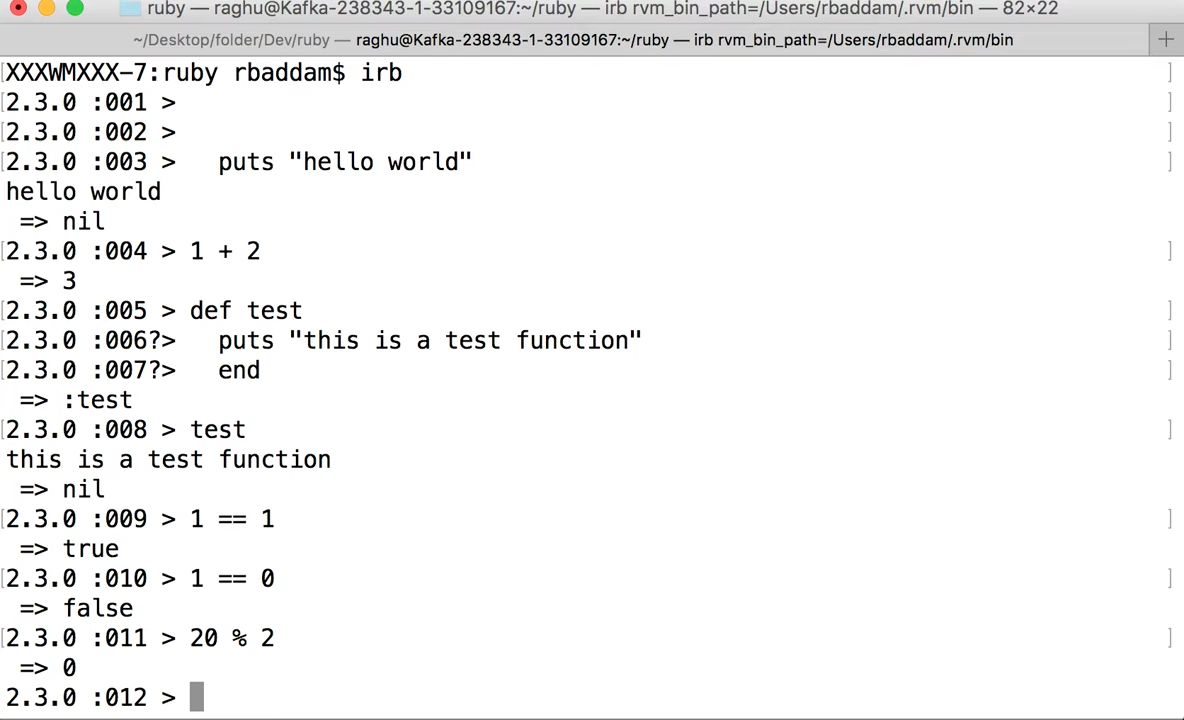 ruby — raghu@Kafka-238343-1-33109167:~/ruby — irb rvm_bin_path=/Users/rbaddam/.rvm/bin — 82×22
~/Desktop/folder/Dev/ruby — raghu@Kafka-238343-1-33109167:~/ruby — irb rvm_bin_path=/Users/rbaddam/.rvm/bin +
[XXXWMXXX-7:ruby rbaddam$ irb ]
[2.3.0 :001 > ]
[2.3.0 :002 > ]
[2.3.0 :003 >   puts "hello world" ]
hello world
 => nil
[2.3.0 :004 > 1 + 2 ]
 => 3
[2.3.0 :005 > def test ]
[2.3.0 :006?>   puts "this is a test function" ]
[2.3.0 :007?>   end ]
 => :test
[2.3.0 :008 > test ]
this is a test function
 => nil
[2.3.0 :009 > 1 == 1 ]
 => true
[2.3.0 :010 > 1 == 0 ]
 => false
[2.3.0 :011 > 20 % 2 ]
 => 0
2.3.0 :012 >